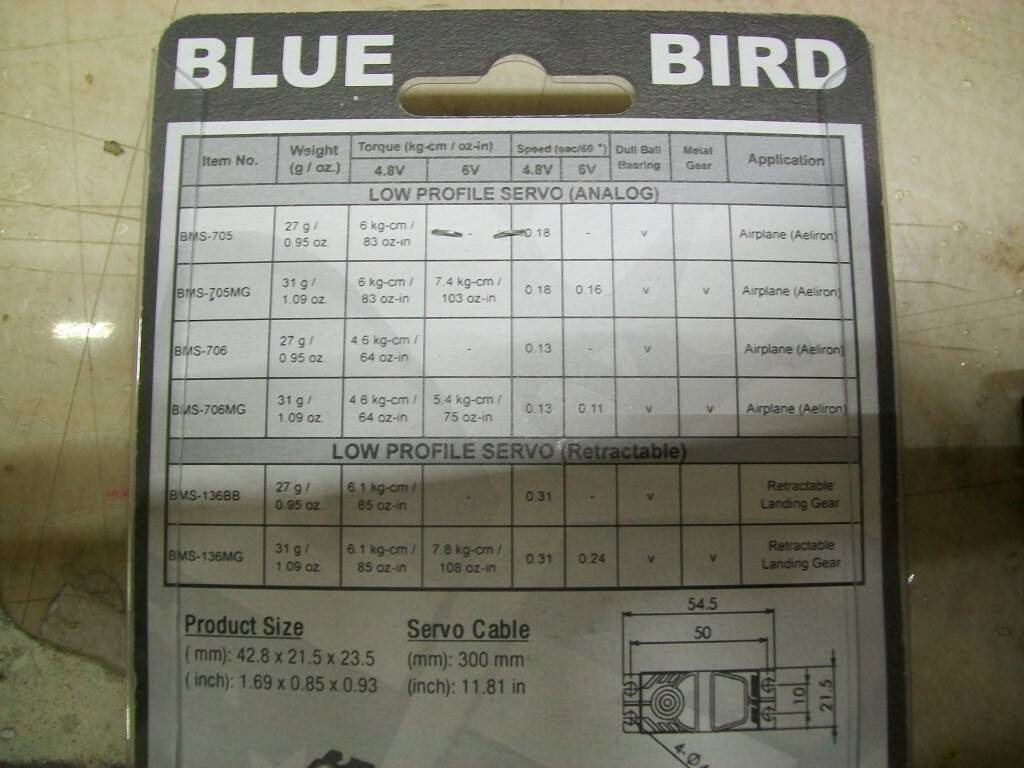 BLUE BIRD
Item No. Weight (g / oz.) Torque (kg-cm / oz-in) Speed (sec/60 °) Dull Ball Bearing Metal Gear Application
4.8V 6V 4.8V 6V
LOW PROFILE SERVO (ANALOG)
BMS-705 27 g / 0.95 oz. 6 kg-cm / 83 oz-in - 0.18 - v Airplane (Aeliron)
BMS-705MG 31 g / 1.09 oz. 6 kg-cm / 83 oz-in 7.4 kg-cm / 103 oz-in 0.18 0.16 v v Airplane (Aeliron)
BMS-706 27 g / 0.95 oz. 4.6 kg-cm / 64 oz-in - 0.13 - v Airplane (Aeliron)
BMS-706MG 31 g / 1.09 oz. 4.6 kg-cm / 64 oz-in 5.4 kg-cm / 75 oz-in 0.13 0.11 v v Airplane (Aeliron)
LOW PROFILE SERVO (Retractable)
BMS-136BB 27 g / 0.95 oz. 6.1 kg-cm / 85 oz-in - 0.31 - v Retractable Landing Gear
BMS-136MG 31 g / 1.09 oz. 6.1 kg-cm / 85 oz-in 7.8 kg-cm / 108 oz-in 0.31 0.24 v v Retractable Landing Gear
Product Size
(mm): 42.8 x 21.5 x 23.5
(inch): 1.69 x 0.85 x 0.93
Servo Cable
(mm): 300 mm
(inch): 11.81 in
54.5
50
10
21.5